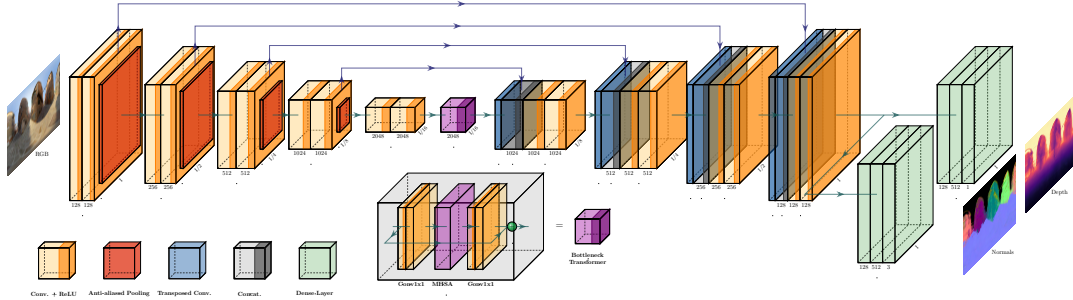 RGB
128 128
1
256 256
1/2
512 512
1/4
1024 1024
1/8
2048 2048
1/16
2048
1/16
1024 1024 1024
1/8
512 512 512
1/4
256 256 256
1/2
128 128 128
1
128 512 1
1
Depth
128 512 3
1
Normals
Conv1x1 MHSA Conv1x1
=
Bottleneck
Transformer
Conv. + ReLU
Anti-aliased Pooling
Transposed Conv.
Concat.
Dense-Layer